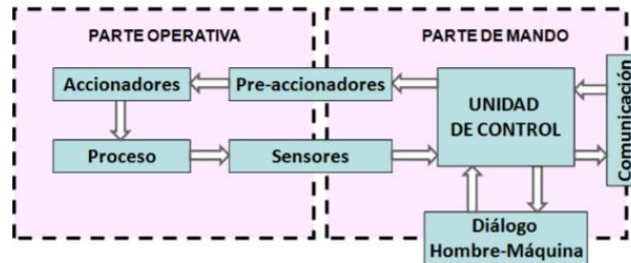 PARTE OPERATIVA
PARTE DE MANDO
Accionadores
Pre-accionadores
UNIDAD
DE CONTROL
Comunicación
Proceso
Sensores
Diálogo
Hombre-Máquina